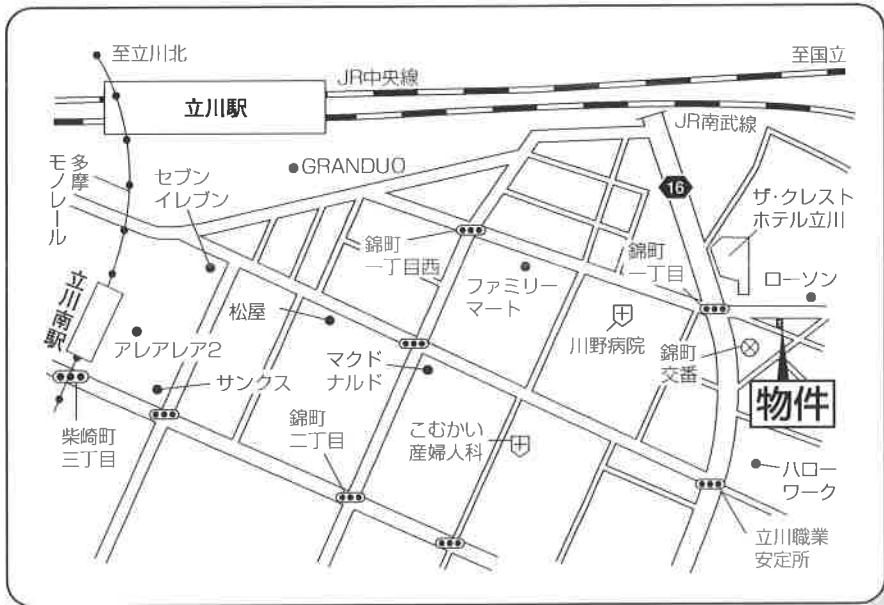 至立川北
至国立
JR中央線
立川駅
JR南武線
多摩
モノレール
セブン
イレブン
GRANDUO
16
ザ・クレスト
ホテル立川
錦町
一丁目西
錦町
一丁目
ローソン
立川南駅
ファミリー
マート
松屋
川野病院
アレアレア2
マクド
ナルド
錦町
交番
サンクス
物件
柴崎町
三丁目
錦町
二丁目
こむかい
産婦人科
ハロー
ワーク
立川職業
安定所